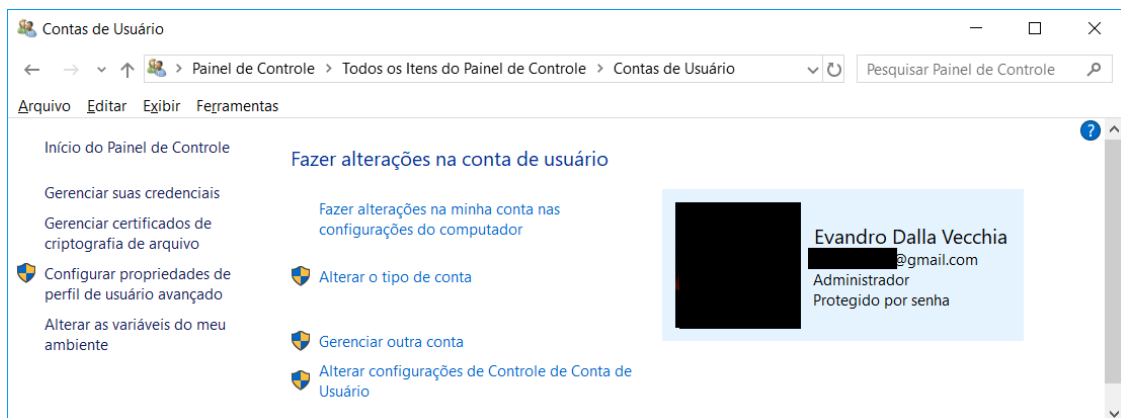 Contas de Usuário
Painel de Controle > Todos os Itens do Painel de Controle > Contas de Usuário
Pesquisar Painel de Controle
Arquivo Editar Exibir Ferramentas
?
Início do Painel de Controle
Gerenciar suas credenciais
Gerenciar certificados de
criptografia de arquivo
Configurar propriedades de
perfil de usuário avançado
Alterar as variáveis do meu
ambiente
Fazer alterações na conta de usuário
Fazer alterações na minha conta nas
configurações do computador
Alterar o tipo de conta
Gerenciar outra conta
Alterar configurações de Controle de Conta de
Usuário
Evandro Dalla Vecchia
@gmail.com
Administrador
Protegido por senha